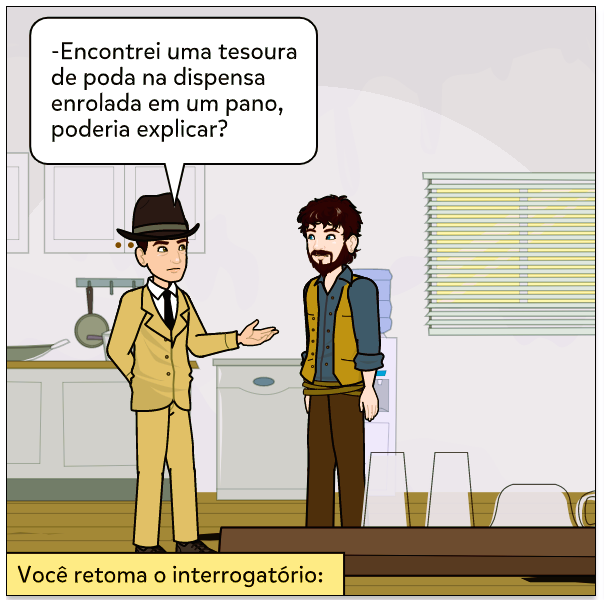 -Encontrei uma tesoura
de poda na dispensa
enrolada em um pano,
poderia explicar?
Você retoma o interrogatório: